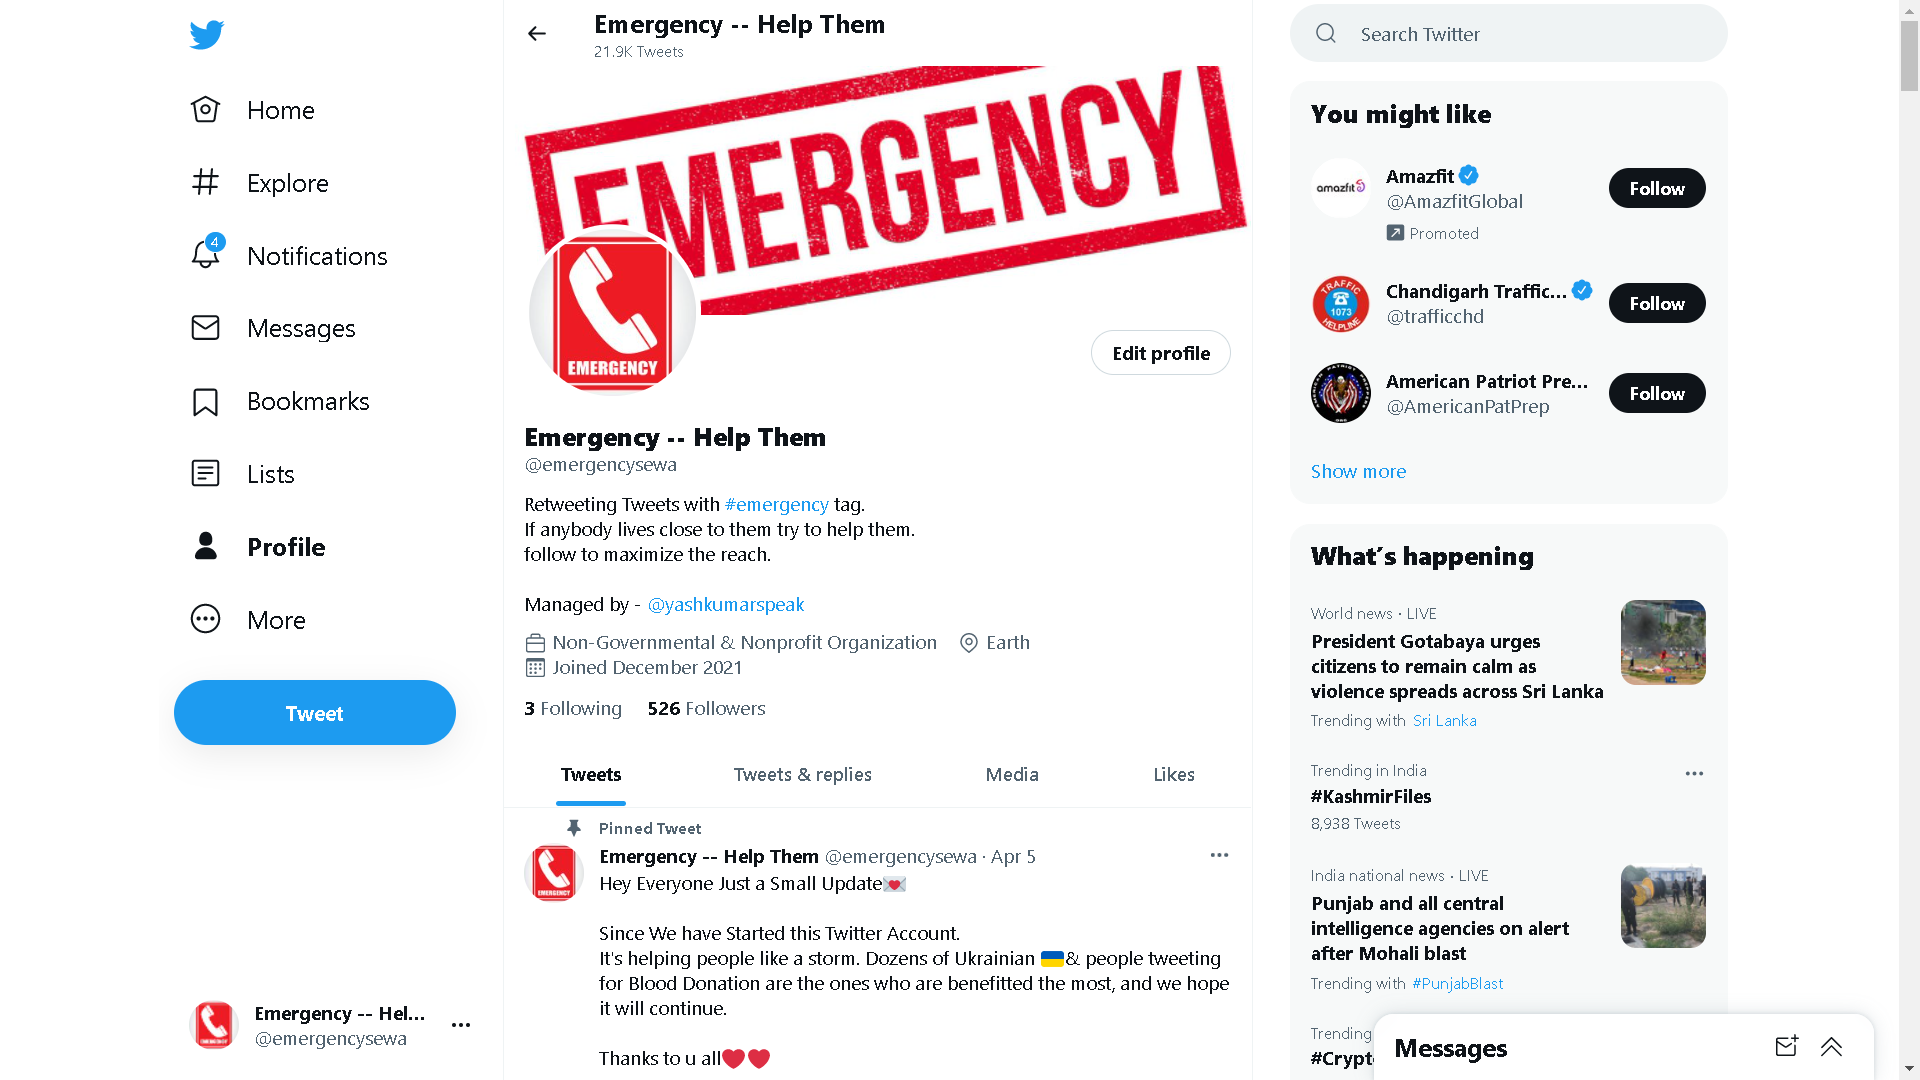 Home
Explore
4
Notifications
Messages
Bookmarks
Lists
Profile
More
Tweet
Emergency -- Hel...
@emergencysewa
Emergency -- Help Them
21.9K Tweets
EMERGENCY
EMERGENCY
Edit profile
Emergency -- Help Them
@emergencysewa
Retweeting Tweets with #emergency tag.
If anybody lives close to them try to help them.
follow to maximize the reach.
Managed by - @yashkumarspeak
Non-Governmental & Nonprofit Organization Earth
Joined December 2021
3 Following 526 Followers
Tweets Tweets & replies Media Likes
Pinned Tweet
Emergency -- Help Them @emergencysewa · Apr 5
EMERGENCY
Hey Everyone Just a Small Update💌
Since We have Started this Twitter Account.
It's helping people like a storm. Dozens of Ukrainian 🇺🇦& people tweeting
for Blood Donation are the ones who are benefitted the most, and we hope
it will continue.
Thanks to u all❤️❤️
Search Twitter
You might like
amazfit
Amazfit
@AmazfitGlobal
Promoted
Follow
TRAFFIC
1073
HELPLINE
Chandigarh Traffic...
@trafficchd
Follow
American Patriot Pre...
@AmericanPatPrep
Follow
Show more
What's happening
World news · LIVE
President Gotabaya urges
citizens to remain calm as
violence spreads across Sri Lanka
Trending with Sri Lanka
Trending in India
#KashmirFiles
8,938 Tweets
India national news · LIVE
Punjab and all central
intelligence agencies on alert
after Mohali blast
Trending with #PunjabBlast
Trending
#Crypt
Messages